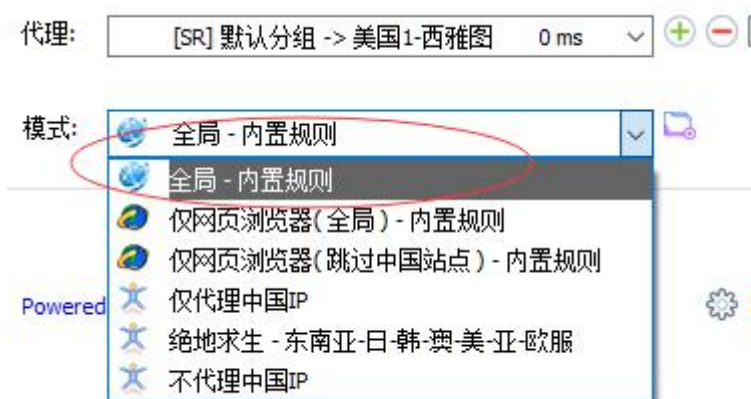 代理:
[SR] 默认分组 -> 美国1-西雅图 0 ms
模式:
全局 - 内置规则
全局 - 内置规则
仅网页浏览器(全局) - 内置规则
仅网页浏览器(跳过中国站点) - 内置规则
Powered
仅代理中国IP
绝地求生 - 东南亚-日-韩-澳-美-亚-欧服
不代理中国IP